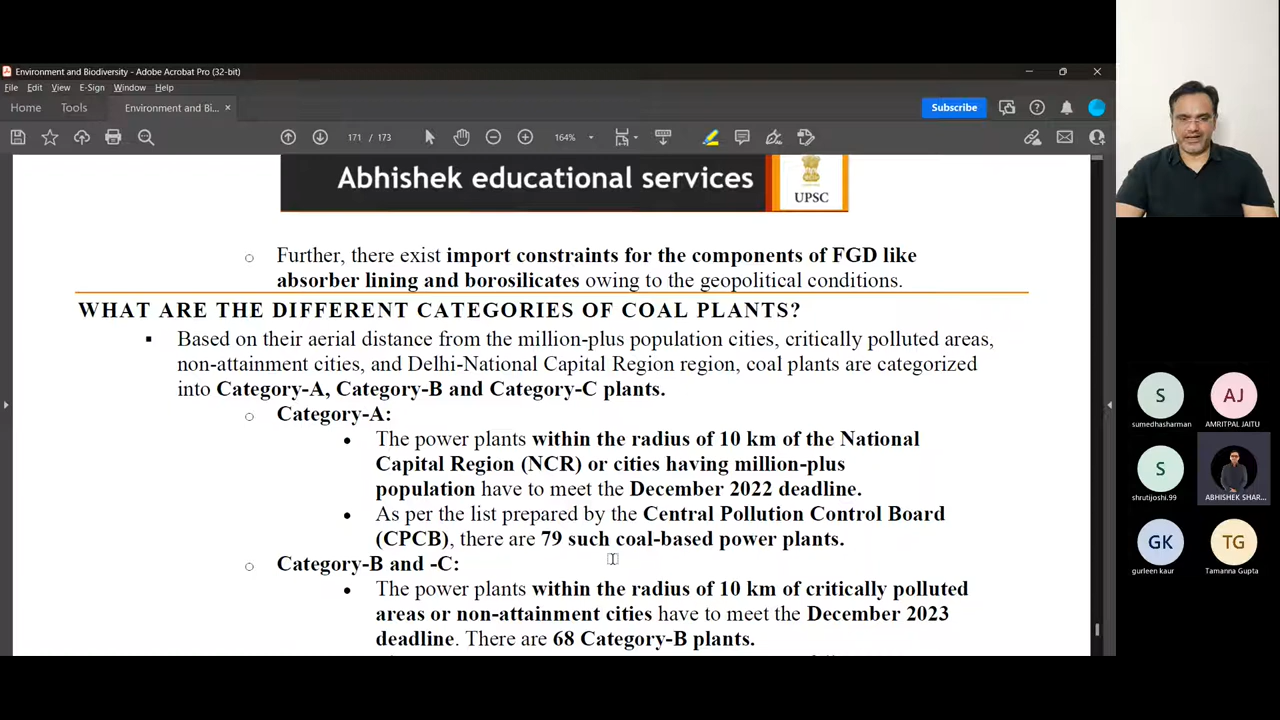 Environment and Biodiversity - Adobe Acrobat Pro (32-bit)
File Edit View E-Sign Window Help
Home Tools Environment and Bi... × Subscribe
171 / 173 164%
Abhishek educational services
UPSC
Further, there exist import constraints for the components of FGD like
absorber lining and borosilicates owing to the geopolitical conditions.
WHAT ARE THE DIFFERENT CATEGORIES OF COAL PLANTS?
Based on their aerial distance from the million-plus population cities, critically polluted areas,
non-attainment cities, and Delhi-National Capital Region region, coal plants are categorized
into Category-A, Category-B and Category-C plants.
Category-A:
The power plants within the radius of 10 km of the National
Capital Region (NCR) or cities having million-plus
population have to meet the December 2022 deadline.
As per the list prepared by the Central Pollution Control Board
(CPCB), there are 79 such coal-based power plants.
Category-B and -C:
The power plants within the radius of 10 km of critically polluted
areas or non-attainment cities have to meet the December 2023
deadline. There are 68 Category-B plants.
S AJ
sumedhasharman AMRITPAL JAITU
S
shrutijoshi.99 ABHISHEK SHAR...
GK TG
gurleen kaur Tamanna Gupta